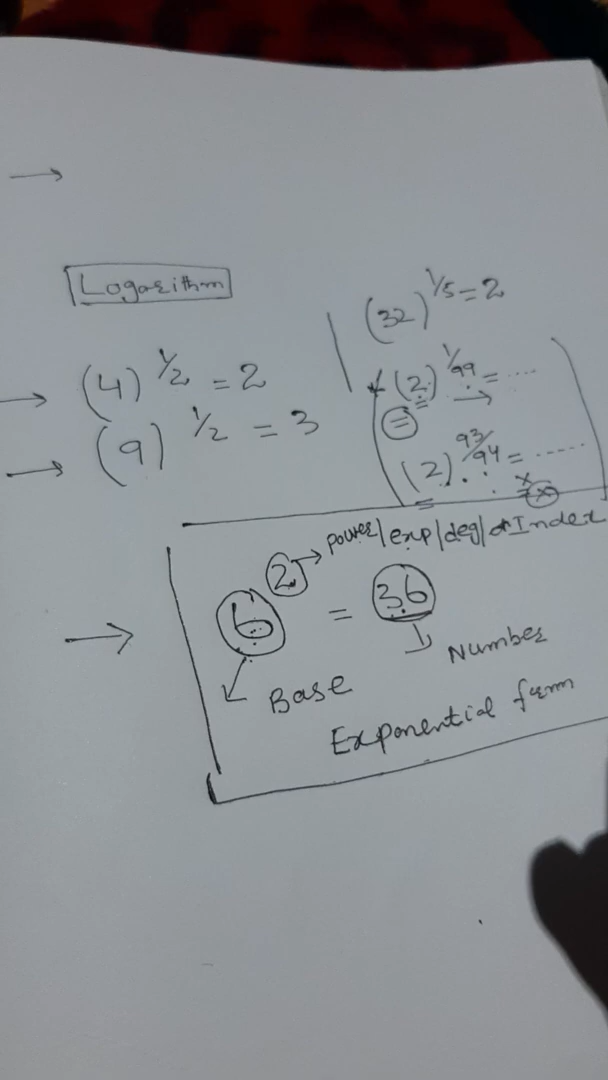 Logarithm
(4)^1/2 = 2
(9)^1/2 = 3
(32)^1/5 = 2
(2)^1/99 = ....
(2)^93/94 = .....
6^2 = 36
power/exp/deg/Index
Number
Base
Exponential form